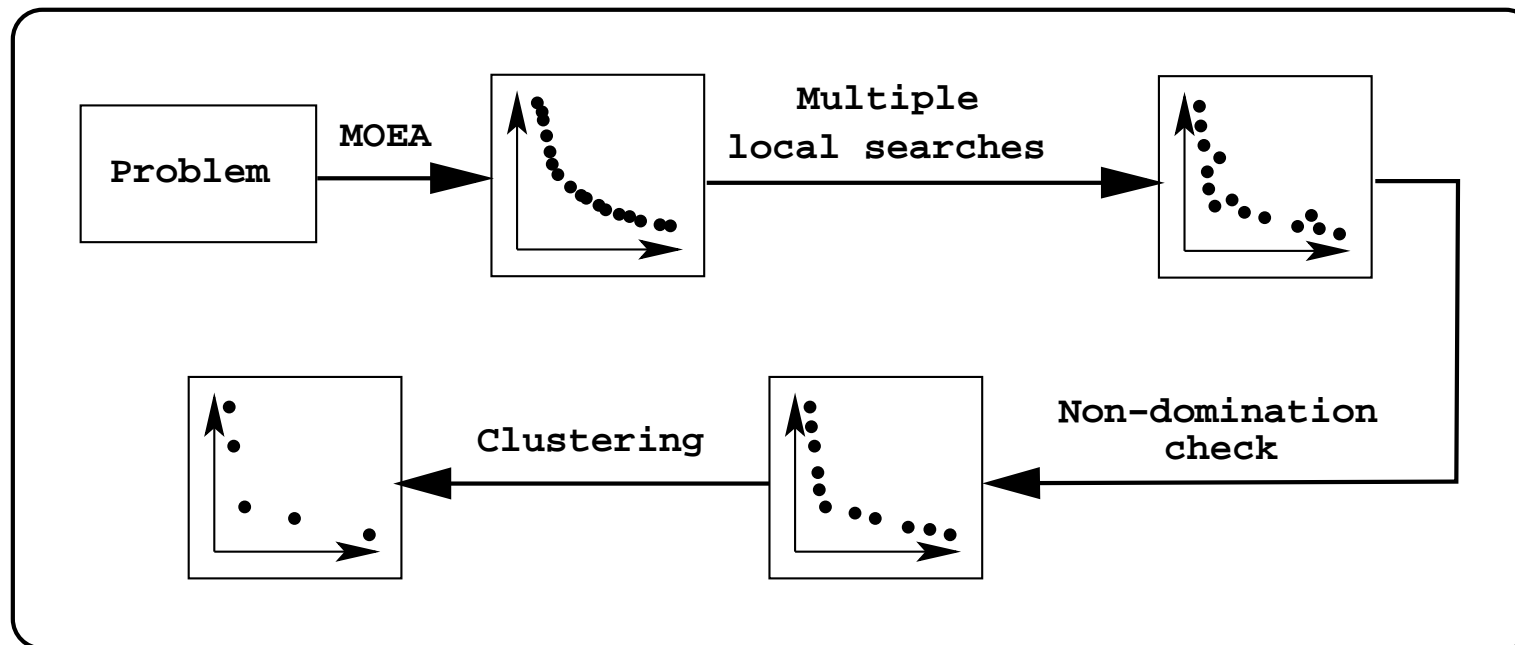 Problem
MOEA
Multiple
local searches
Non-domination
check
Clustering